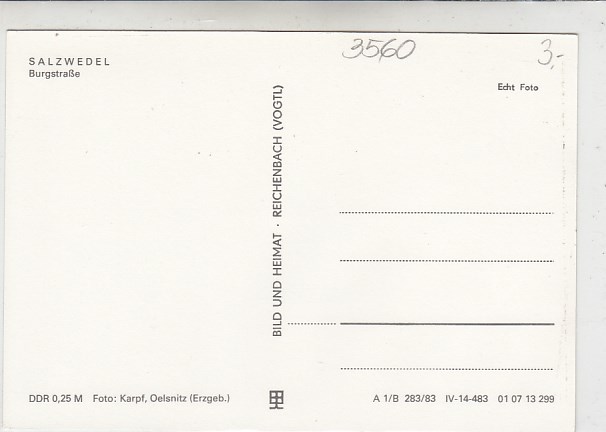 3560
3,-
SALZWEDEL
Burgstraße
Echt Foto
BILD UND HEIMAT · REICHENBACH (VOGTL)
DDR 0,25 M Foto: Karpf, Oelsnitz (Erzgeb.)
A 1/B 283/83 IV-14-483 01 07 13 299